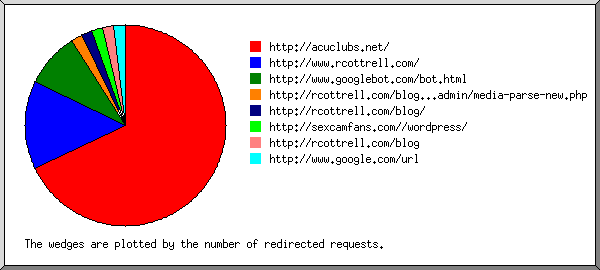 http://acuclubs.net/
http://www.rcottrell.com/
http://www.googlebot.com/bot.html
http://rcottrell.com/blog...admin/media-parse-new.php
http://rcottrell.com/blog/
http://sexcamfans.com//wordpress/
http://rcottrell.com/blog
http://www.google.com/url
The wedges are plotted by the number of redirected requests.